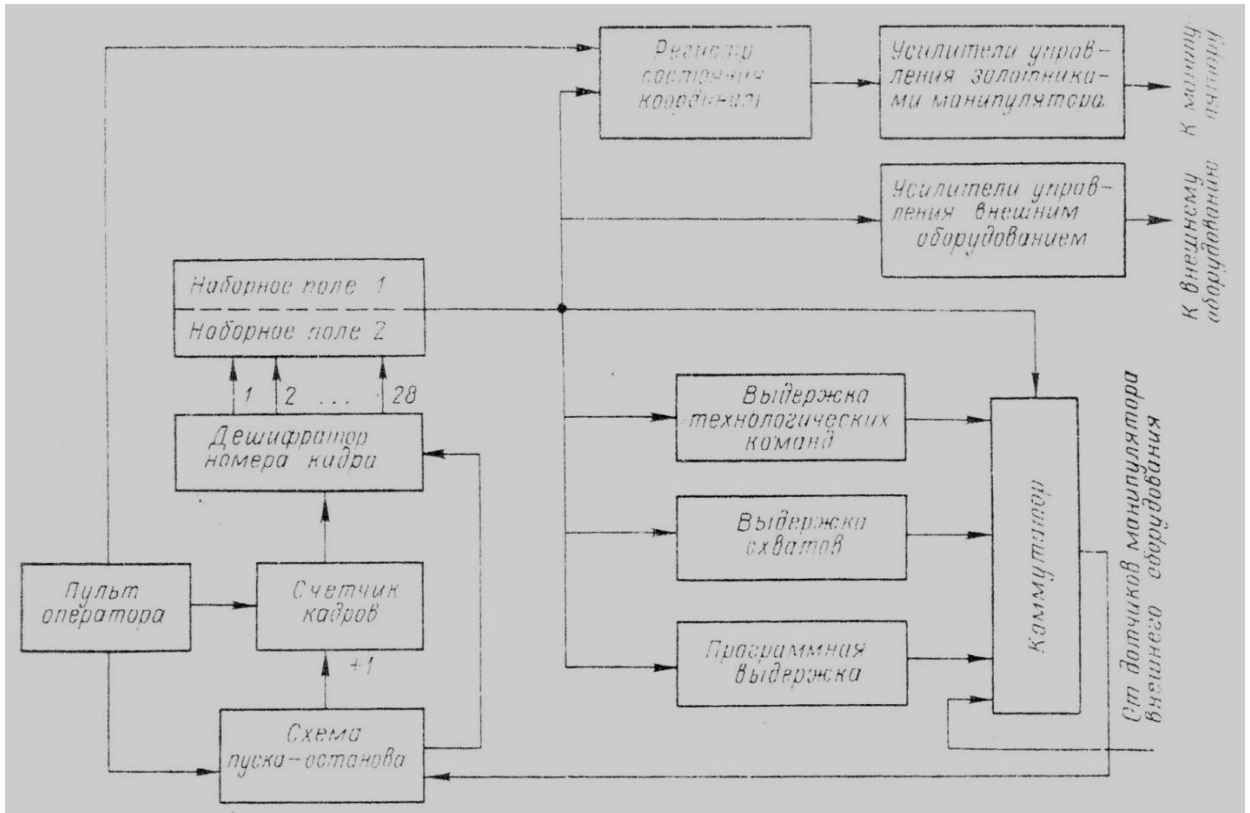 Регистр
состояния
координат
Усилители управ-
ления золотника-
ми манипулятора
К манипу-
лятору
Усилители управ-
ления внешним
оборудованием
К внешнему
оборудованию
Наборное поле 1
Наборное поле 2
1 2 ... 28
Дешифратор
номера кадра
Выдержка
технологических
команд
Выдержка
схватов
Программная
выдержка
Коммутатор
От датчиков манипулятора
внешнего оборудования
Пульт
оператора
Счетчик
кадров
+1
Схема
пуска-останова